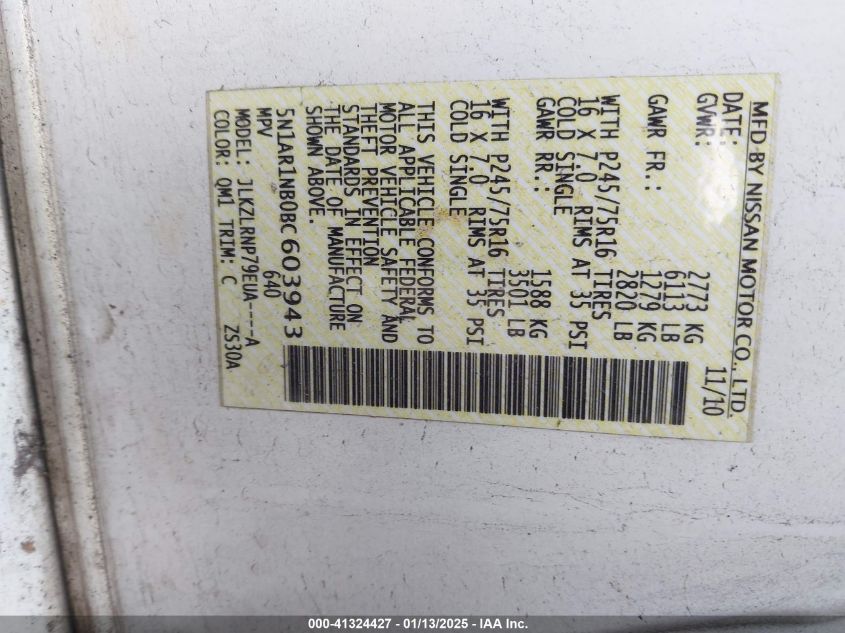 MFD BY NISSAN MOTOR CO., LTD.
DATE: 11/10
GVWR: 2773 KG
6113 LB
GAWR FR.: 1279 KG
2820 LB
WITH P245/75R16 TIRES
16 X 7.0 RIMS AT 35 PSI
COLD SINGLE
GAWR RR.: 1588 KG
3501 LB
WITH P245/75R16 TIRES
16 X 7.0 RIMS AT 35 PSI
COLD SINGLE
THIS VEHICLE CONFORMS TO
ALL APPLICABLE FEDERAL
MOTOR VEHICLE SAFETY AND
THEFT PREVENTION
STANDARDS IN EFFECT ON
THE DATE OF MANUFACTURE
SHOWN ABOVE.
5N1AR1NB0BC603943
MPV 640
MODEL: JLKZLRNP79EUA----A
COLOR: QM1 TRIM: C ZS30A
000-41324427 - 01/13/2025 - IAA Inc.